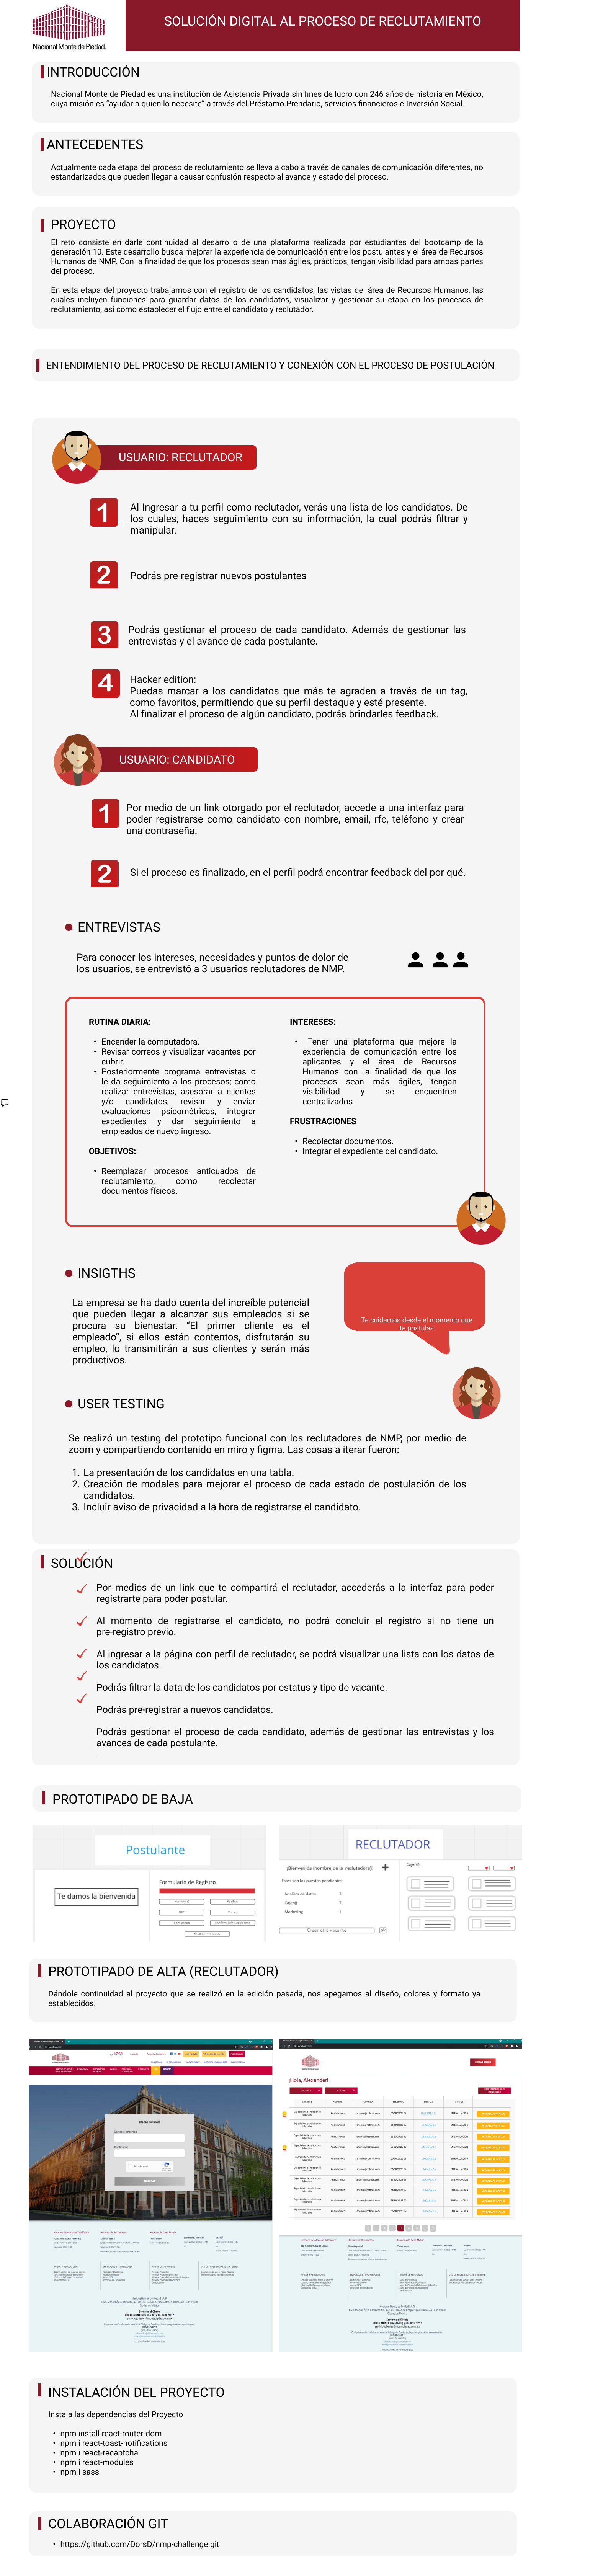 Nacional Monte de Piedad.
SOLUCIÓN DIGITAL AL PROCESO DE RECLUTAMIENTO
INTRODUCCIÓN
Nacional Monte de Piedad es una institución de Asistencia Privada sin fines de lucro con 246 años de historia en México,
cuya misión es "ayudar a quien lo necesite" a través del Préstamo Prendario, servicios financieros e Inversión Social.
ANTECEDENTES
Actualmente cada etapa del proceso de reclutamiento se lleva a cabo a través de canales de comunicación diferentes, no
estandarizados que pueden llegar a causar confusión respecto al avance y estado del proceso.
PROYECTO
El reto consiste en darle continuidad al desarrollo de una plataforma realizada por estudiantes del bootcamp de la
generación 10. Este desarrollo busca mejorar la experiencia de comunicación entre los postulantes y el área de Recursos
Humanos de NMP. Con la finalidad de que los procesos sean más ágiles, prácticos, tengan visibilidad para ambas partes
del proceso.
En esta etapa del proyecto trabajamos con el registro de los candidatos, las vistas del área de Recursos Humanos, las
cuales incluyen funciones para guardar datos de los candidatos, visualizar y gestionar su etapa en los procesos de
reclutamiento, así como establecer el flujo entre el candidato y reclutador.
ENTENDIMIENTO DEL PROCESO DE RECLUTAMIENTO Y CONEXIÓN CON EL PROCESO DE POSTULACIÓN
USUARIO: RECLUTADOR
1
Al Ingresar a tu perfil como reclutador, verás una lista de los candidatos. De
los cuales, haces seguimiento con su información, la cual podrás filtrar y
manipular.
2
Podrás pre-registrar nuevos postulantes
3
Podrás gestionar el proceso de cada candidato. Además de gestionar las
entrevistas y el avance de cada postulante.
4
Hacker edition:
Puedas marcar a los candidatos que más te agraden a través de un tag,
como favoritos, permitiendo que su perfil destaque y esté presente.
Al finalizar el proceso de algún candidato, podrás brindarles feedback.
USUARIO: CANDIDATO
1
Por medio de un link otorgado por el reclutador, accede a una interfaz para
poder registrarse como candidato con nombre, email, rfc, teléfono y crear
una contraseña.
2
Si el proceso es finalizado, en el perfil podrá encontrar feedback del por qué.
ENTREVISTAS
Para conocer los intereses, necesidades y puntos de dolor de
los usuarios, se entrevistó a 3 usuarios reclutadores de NMP.
RUTINA DIARIA:
• Encender la computadora.
• Revisar correos y visualizar vacantes por
cubrir.
• Posteriormente programa entrevistas o
le da seguimiento a los procesos; como
realizar entrevistas, asesorar a clientes
y/o candidatos, revisar y enviar
evaluaciones psicométricas, integrar
expedientes y dar seguimiento a
empleados de nuevo ingreso.
OBJETIVOS:
• Reemplazar procesos anticuados de
reclutamiento, como recolectar
documentos físicos.
INTERESES:
• Tener una plataforma que mejore la
experiencia de comunicación entre los
aplicantes y el área de Recursos
Humanos con la finalidad de que los
procesos sean más ágiles, tengan
visibilidad y se encuentren
centralizados.
FRUSTRACIONES
• Recolectar documentos.
• Integrar el expediente del candidato.
INSIGTHS
La empresa se ha dado cuenta del increíble potencial
que pueden llegar a alcanzar sus empleados si se
procura su bienestar. "El primer cliente es el
empleado", si ellos están contentos, disfrutarán su
empleo, lo transmitirán a sus clientes y serán más
productivos.
Te cuidamos desde el momento que
te postulas
USER TESTING
Se realizó un testing del prototipo funcional con los reclutadores de NMP, por medio de
zoom y compartiendo contenido en miro y figma. Las cosas a iterar fueron:
1. La presentación de los candidatos en una tabla.
2. Creación de modales para mejorar el proceso de cada estado de postulación de los
candidatos.
3. Incluir aviso de privacidad a la hora de registrarse el candidato.
SOLUCIÓN
Por medios de un link que te compartirá el reclutador, accederás a la interfaz para poder
registrarte para poder postular.
Al momento de registrarse el candidato, no podrá concluir el registro si no tiene un
pre-registro previo.
Al ingresar a la página con perfil de reclutador, se podrá visualizar una lista con los datos de
los candidatos.
Podrás filtrar la data de los candidatos por estatus y tipo de vacante.
Podrás pre-registrar a nuevos candidatos.
Podrás gestionar el proceso de cada candidato, además de gestionar las entrevistas y los
avances de cada postulante.
.
PROTOTIPADO DE BAJA
Postulante
Te damos la bienvenida
Formulario de Registro
RECLUTADOR
¡Bienvenida (nombre de la reclutadora)!
Estos son tus puestos pendientes
Analista de datos 3
Cajer@ 7
Marketing 1
Crear otra vacante
Cajer@
PROTOTIPADO DE ALTA (RECLUTADOR)
Dándole continuidad al proyecto que se realizó en la edición pasada, nos apegamos al diseño, colores y formato ya
establecidos.
Inicia sesión
¡Hola, Alexander!
INSTALACIÓN DEL PROYECTO
Instala las dependencias del Proyecto
• npm install react-router-dom
• npm i react-toast-notifications
• npm i react-recaptcha
• npm i react-modules
• npm i sass
COLABORACIÓN GIT
• https://github.com/DorsD/nmp-challenge.git